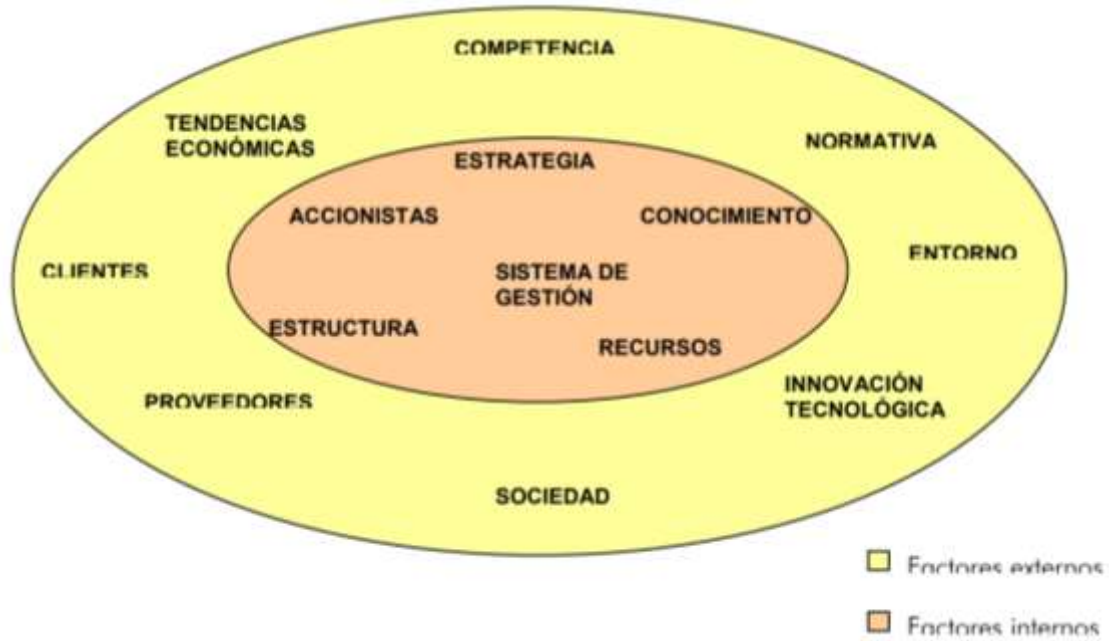 COMPETENCIA
TENDENCIAS
ECONÓMICAS
NORMATIVA
ESTRATEGIA
ACCIONISTAS
CONOCIMIENTO
CLIENTES
ENTORNO
SISTEMA DE
GESTIÓN
ESTRUCTURA
RECURSOS
PROVEEDORES
INNOVACIÓN
TECNOLÓGICA
SOCIEDAD
Factores externos
Factores internos